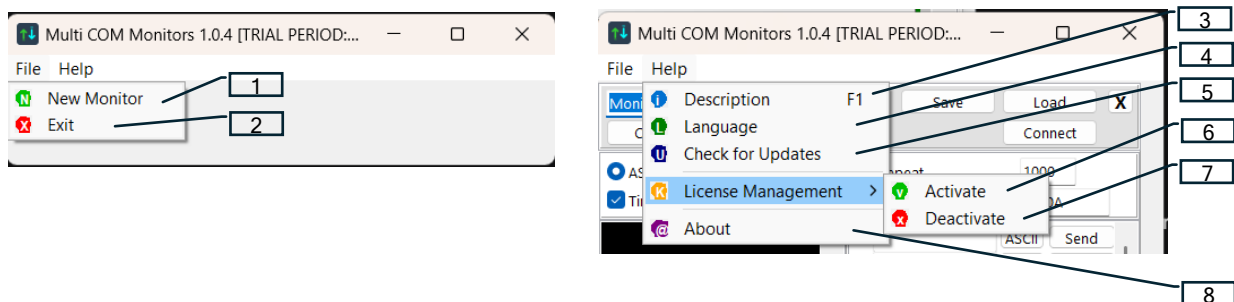 Multi COM Monitors 1.0.4 [TRIAL PERIOD:...
File Help
New Monitor
Exit
1
2
Multi COM Monitors 1.0.4 [TRIAL PERIOD:...
File Help
Description F1
Language
Check for Updates
License Management
About
Activate
Deactivate
Save Load X
Connect
1000
ASCII Send
3
4
5
6
7
8